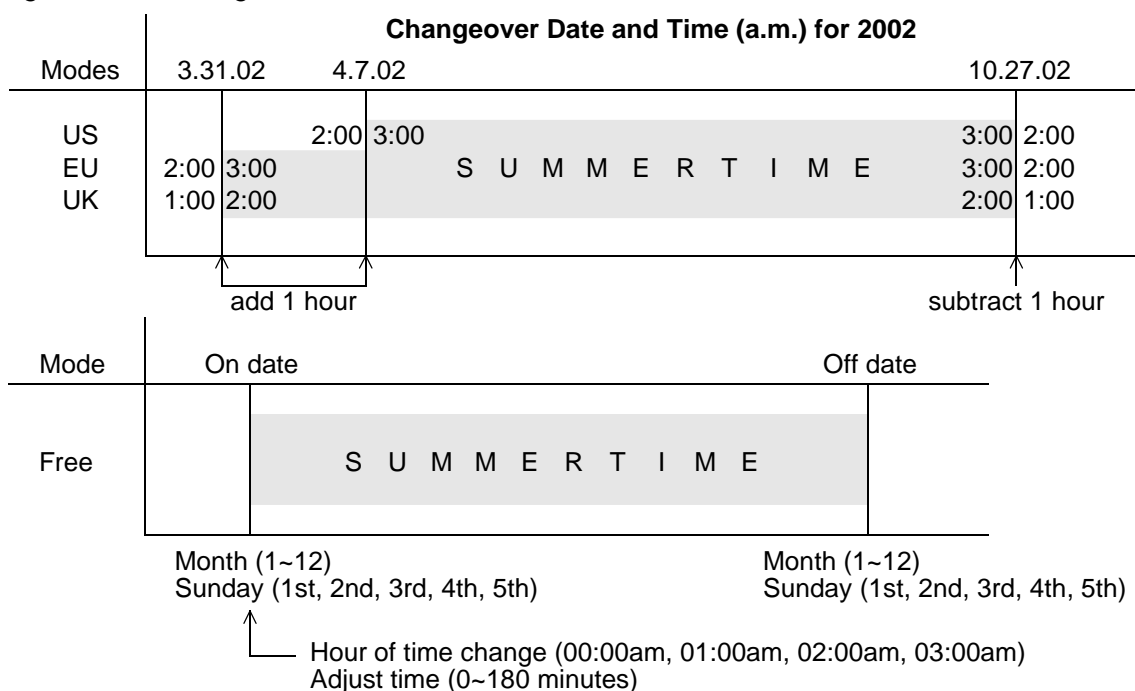 Changeover Date and Time (a.m.) for 2002
Modes 3.31.02 4.7.02 10.27.02
US 2:00 3:00 3:00 2:00
EU 2:00 3:00 S U M M E R T I M E 3:00 2:00
UK 1:00 2:00 2:00 1:00
add 1 hour subtract 1 hour
Mode On date Off date
Free S U M M E R T I M E
Month (1~12) Month (1~12)
Sunday (1st, 2nd, 3rd, 4th, 5th) Sunday (1st, 2nd, 3rd, 4th, 5th)
Hour of time change (00:00am, 01:00am, 02:00am, 03:00am)
Adjust time (0~180 minutes)